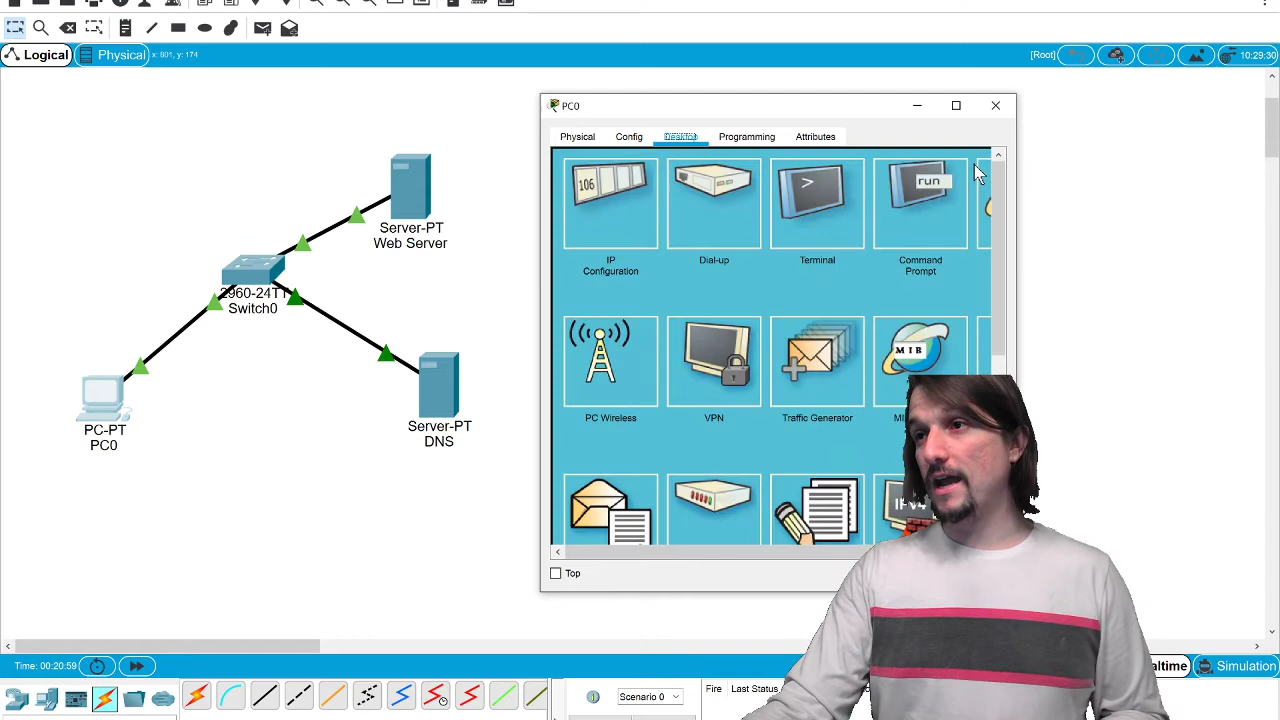 Logical
Physical
x: 801, y: 174
[Root]
10:29:30
PC0
Physical
Config
Desktop
Programming
Attributes
106
>
run
IP
Configuration
Dial-up
Terminal
Command
Prompt
MIB
PC Wireless
VPN
Traffic Generator
IPv4
Top
Server-PT
Web Server
2960-24TT
Switch0
PC-PT
PC0
Server-PT
DNS
Time: 00:20:59
Simulation
Scenario 0
Fire
Last Status